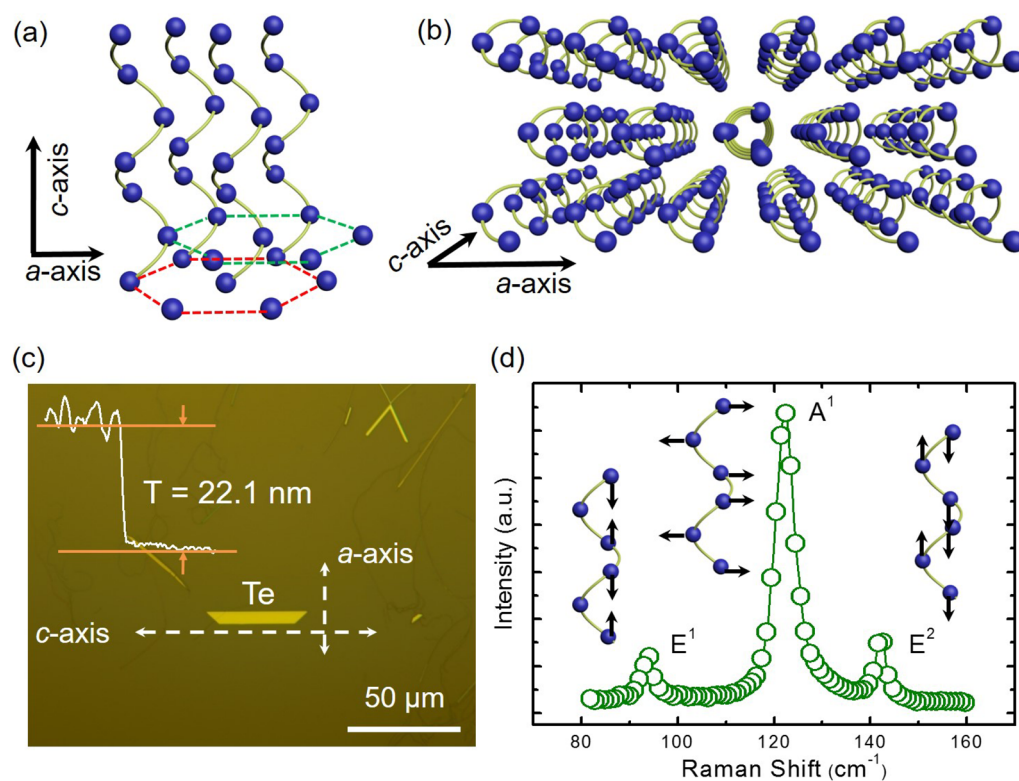 (a)
c-axis
a-axis
(b)
c-axis
a-axis
(c)
T = 22.1 nm
a-axis
Te
c-axis
50 μm
(d)
A¹
E¹
E²
Intensity (a.u.)
80 100 120 140 160
Raman Shift (cm⁻¹)